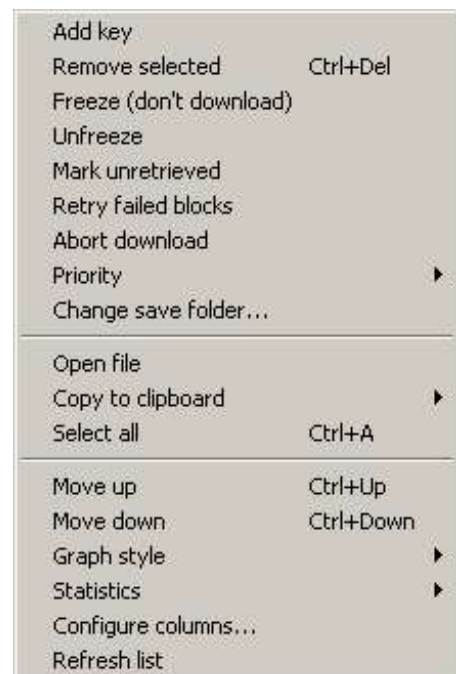 Add key
Remove selected Ctrl+Del
Freeze (don't download)
Unfreeze
Mark unretrieved
Retry failed blocks
Abort download
Priority
Change save folder...
Open file
Copy to clipboard
Select all Ctrl+A
Move up Ctrl+Up
Move down Ctrl+Down
Graph style
Statistics
Configure columns...
Refresh list